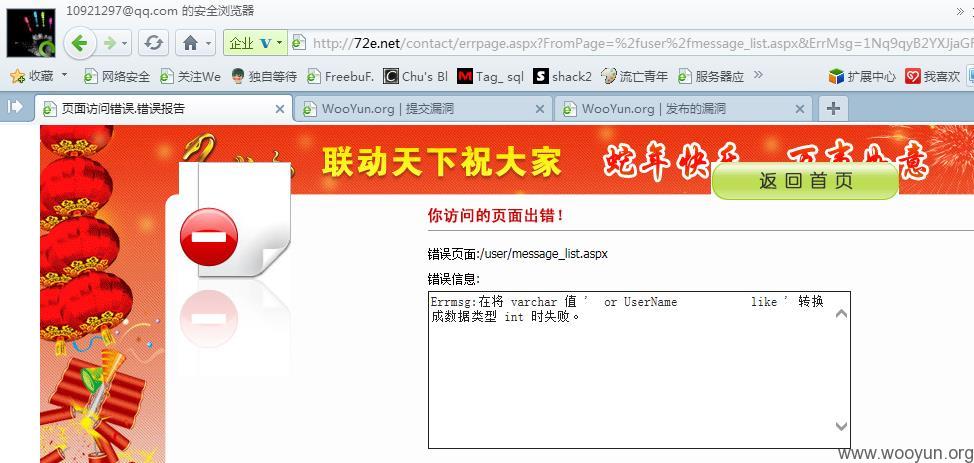 10921297@qq.com 的安全浏览器
企业 V http://72e.net/contact/errpage.aspx?FromPage=%2fuser%2fmessage_list.aspx&ErrMsg=1Nq9qyB2YXJjaGF
收藏 网络安全 关注We 独自等待 FreebuF. Chu's Bl Tag_ sql shack2 流亡青年 服务器应 » 扩展中心 我喜欢
页面访问错误,错误报告 WooYun.org | 提交漏洞 WooYun.org | 发布的漏洞
联动天下祝大家 蛇年快乐 万事如意
返回首页
你访问的页面出错!
错误页面:/user/message_list.aspx
错误信息:
Errmsg:在将 varchar 值 ' or UserName like ' 转换
成数据类型 int 时失败。
www.wooyun.org